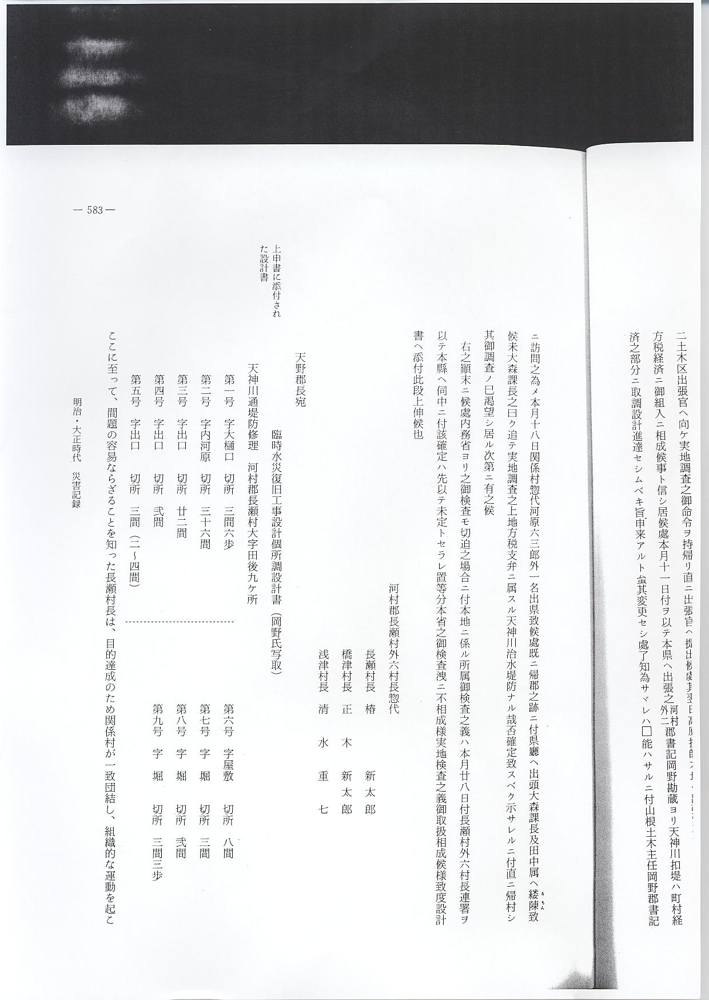 二土木区出張官ヘ向ケ実地調査之御命令ヲ持帰リ直ニ出張官ヘ提出候處其翌日高
方税経済ニ御組入ニ相成候事ト信シ居候處本月十一日付ヲ以テ本県ヘ出張之河村外二郡書記岡野勘蔵ヨリ天神川扣堤ハ町村経
済之部分ニ取調設計進達セシムベキ旨申来アルト虽其変更セシ處了知為サヾレハ□能ハサルニ付山根土木主任岡野郡書記
ニ訪問之為メ本月十八日関係村惣代河原六三郎外一名出県致候處既ニ帰郡之跡ニ付県廳ヘ出頭大森課長及田中属ヘ縷陳致
る ちん
候未大森課長之曰ク追テ実地調査之上地方税支弁ニ属スル天神川治水堤防ナル哉否確定致スベク示サレルニ付直ニ帰村シ
其御調査ノ巳渇望シ居ル次第ニ有之候
右之顚末ニ候處内務省ヨリ之御検査モ切迫之場合ニ付本地ニ係ル所属御検査之義ハ本月廿八日付長瀬村外六村長連署ヲ
以テ本縣ヘ伺中ニ付該確定ハ先以テ未定トセラレ置等分本省之御検査洩ニ不相成様実地検査之義御取扱相成候様致度設計
書ヘ添付此段上伸候也
河村郡長瀬村外六村長惣代
長瀬村長 椿 新太郎
橋津村長 正木 新太郎
浅津村長 清水 重七
天野郡長宛
上申書に添付され
た設計書
臨時水災復旧工事設計個所調設計書（岡野氏写取）
天神川通堤防修理 河村郡長瀬村大字田後九ケ所
第一号 字大樋口 切所 三間六歩
第二号 字内河原 切所 三十六間
第三号 字出口 切所 廿二間
第四号 字出口 切所 弐間
第五号 字出口 切所 三間（二〜四間）
第六号 字屋敷 切所 八間
第七号 字 堀 切所 三間
第八号 字 堀 切所 弐間
第九号 字 堀 切所 三間三歩
ここに至って、間題の容易ならざることを知った長瀬村長は、目的達成のため関係村が一致団結し、組織的な運動を起こ
明治・大正時代 災害記録
— 583 —